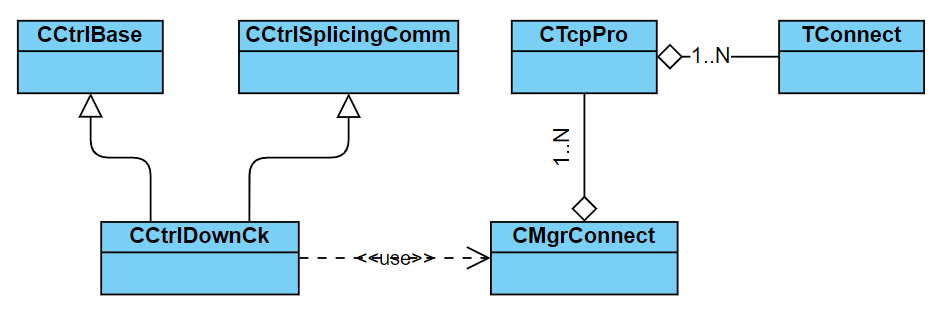 CCtrlBase
CCtrlSplicingComm
CTcpPro
1..N
TConnect
1..N
CCtrlDownCk
<<use>>
CMgrConnect